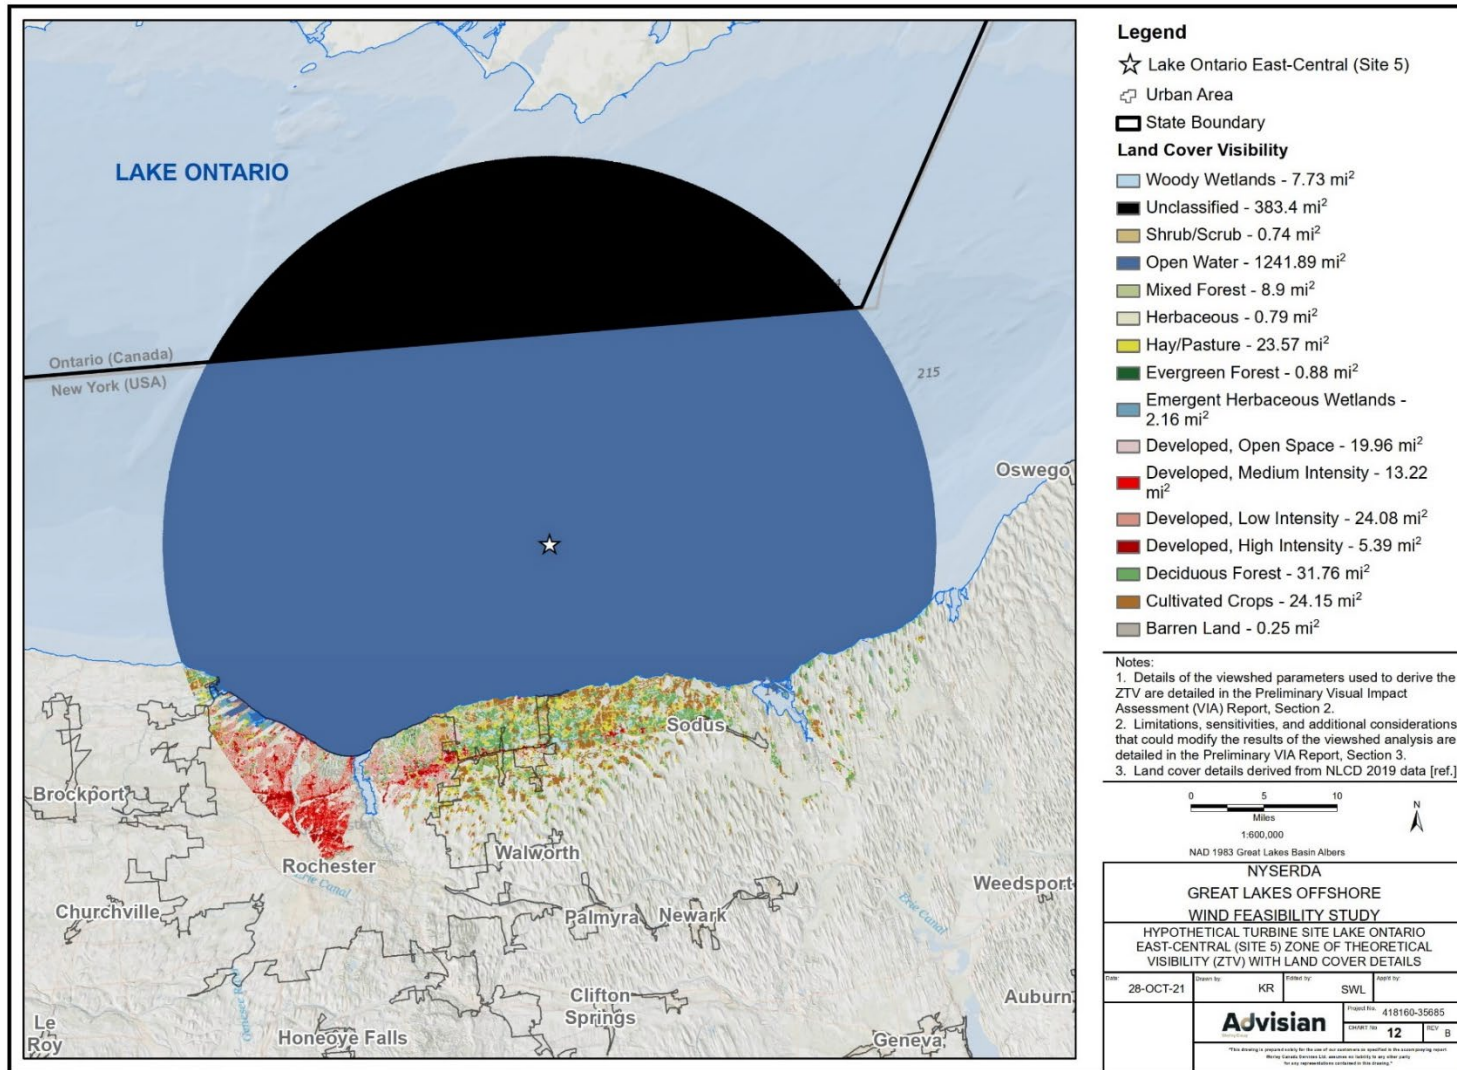 LAKE ONTARIO
Ontario (Canada)
New York (USA)
215
Oswego
Sodus
Brockport
Rochester
Erie Canal
Walworth
Weedsport
Churchville
Palmyra
Newark
Erie Canal
Clifton
Springs
Auburn
Le
Roy
Honeoye Falls
Geneva
Legend
Lake Ontario East-Central (Site 5)
Urban Area
State Boundary
Land Cover Visibility
Woody Wetlands - 7.73 mi²
Unclassified - 383.4 mi²
Shrub/Scrub - 0.74 mi²
Open Water - 1241.89 mi²
Mixed Forest - 8.9 mi²
Herbaceous - 0.79 mi²
Hay/Pasture - 23.57 mi²
Evergreen Forest - 0.88 mi²
Emergent Herbaceous Wetlands -
2.16 mi²
Developed, Open Space - 19.96 mi²
Developed, Medium Intensity - 13.22
mi²
Developed, Low Intensity - 24.08 mi²
Developed, High Intensity - 5.39 mi²
Deciduous Forest - 31.76 mi²
Cultivated Crops - 24.15 mi²
Barren Land - 0.25 mi²
Notes:
1. Details of the viewshed parameters used to derive the
ZTV are detailed in the Preliminary Visual Impact
Assessment (VIA) Report, Section 2.
2. Limitations, sensitivities, and additional considerations
that could modify the results of the viewshed analysis are
detailed in the Preliminary VIA Report, Section 3.
3. Land cover details derived from NLCD 2019 data [ref.]
0 5 10
Miles
1:600,000
N
NAD 1983 Great Lakes Basin Albers
NYSERDA
GREAT LAKES OFFSHORE
WIND FEASIBILITY STUDY
HYPOTHETICAL TURBINE SITE LAKE ONTARIO
EAST-CENTRAL (SITE 5) ZONE OF THEORETICAL
VISIBILITY (ZTV) WITH LAND COVER DETAILS
Date: 28-OCT-21 Drawn by: KR Edited by: SWL App'd by:
Advisian
Project No. 418160-35685
CHART No 12 REV B